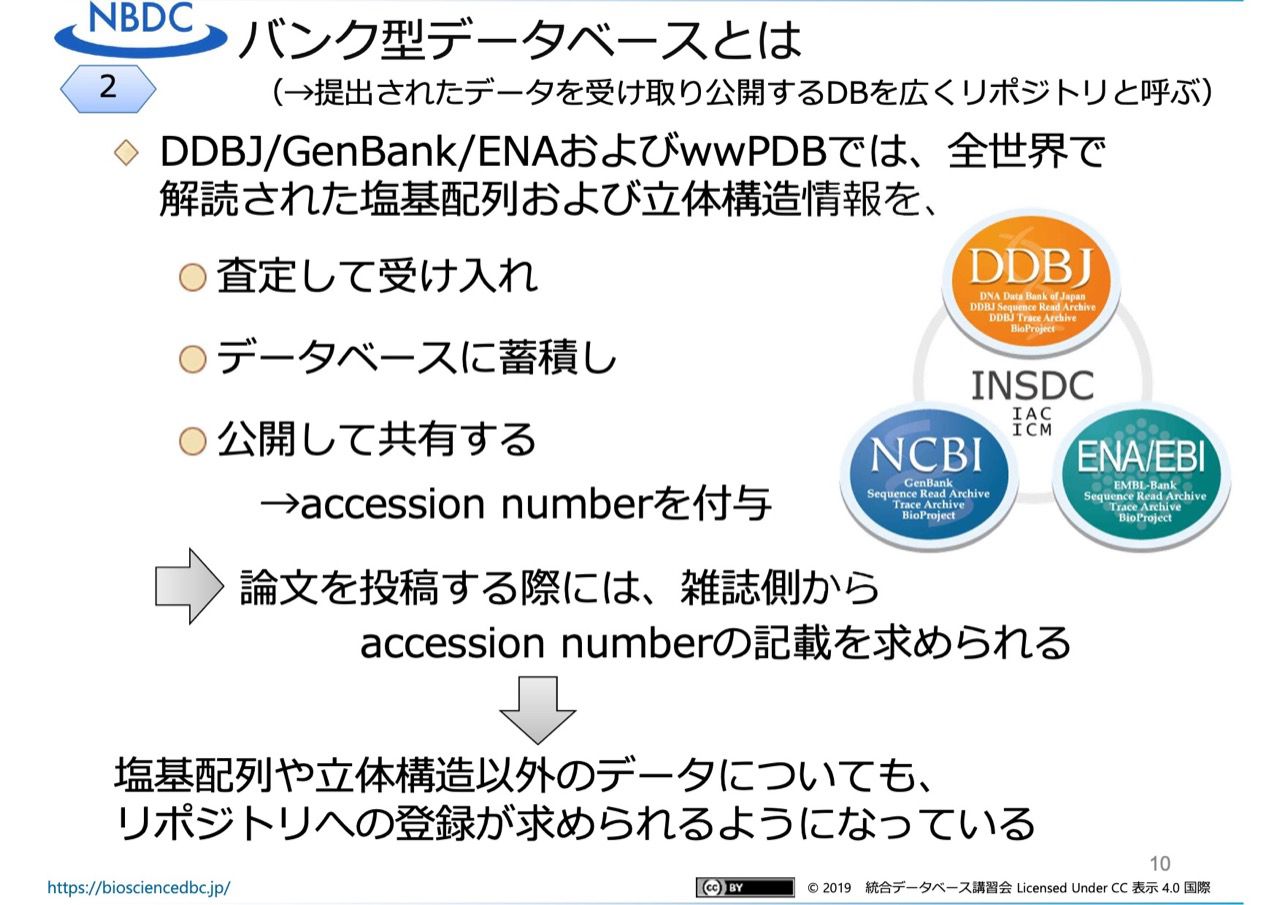 NBDC
バンク型データベースとは
2
（→提出されたデータを受け取り公開するDBを広くリポジトリと呼ぶ）
DDBJ/GenBank/ENAおよびwwPDBでは、全世界で
解読された塩基配列および立体構造情報を、
査定して受け入れ
データベースに蓄積し
公開して共有する
→accession numberを付与
DDBJ
DNA Data Bank of Japan
DDBJ Sequence Read Archive
DDBJ Trace Archive
BioProject
INSDC
IAC
ICM
NCBI
GenBank
Sequence Read Archive
Trace Archive
BioProject
ENA/EBI
EMBL-Bank
Sequence Read Archive
Trace Archive
BioProject
論文を投稿する際には、雑誌側から
accession numberの記載を求められる
塩基配列や立体構造以外のデータについても、
リポジトリへの登録が求められるようになっている
10
https://biosciencedbc.jp/
cc BY
© 2019 統合データベース講習会 Licensed Under CC 表示 4.0 国際